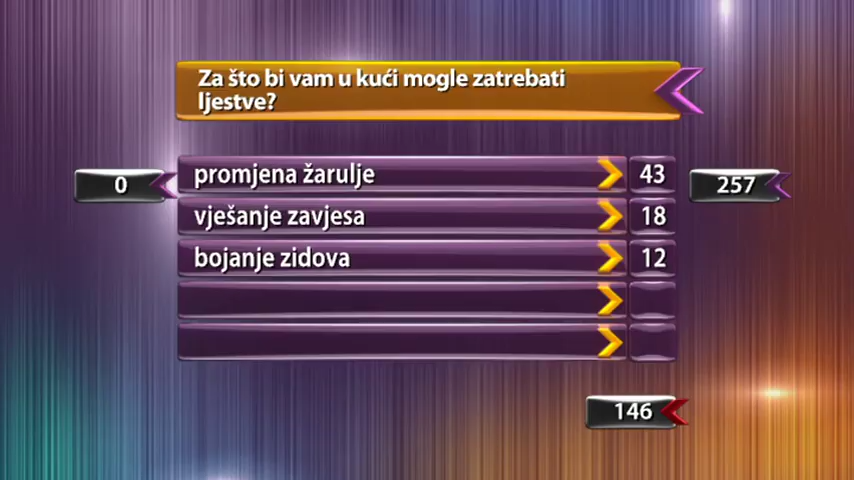 Za što bi vam u kući mogle zatrebati
ljestve?
0
promjena žarulje 43
257
vješanje zavjesa 18
bojanje zidova 12
146